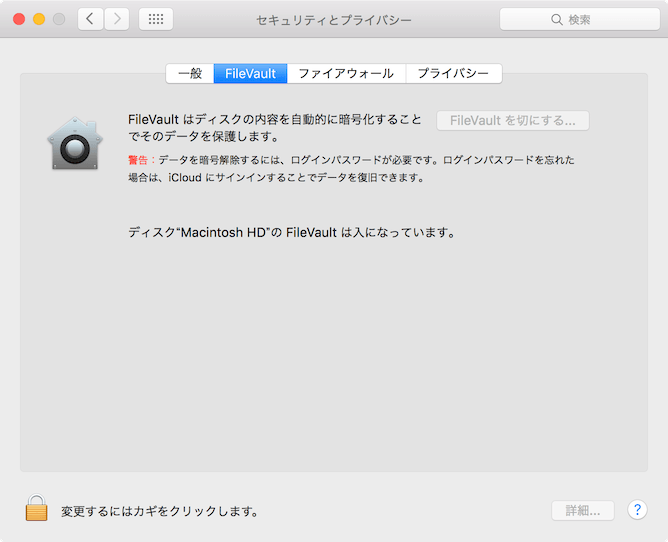 セキュリティとプライバシー
検索
一般 FileVault ファイアウォール プライバシー
FileVault はディスクの内容を自動的に暗号化すること
でそのデータを保護します。
FileVault を切にする...
警告：データを暗号解除するには、ログインパスワードが必要です。ログインパスワードを忘れた
場合は、iCloud にサインインすることでデータを復旧できます。
ディスク“Macintosh HD”の FileVault は入になっています。
変更するにはカギをクリックします。
詳細...
?